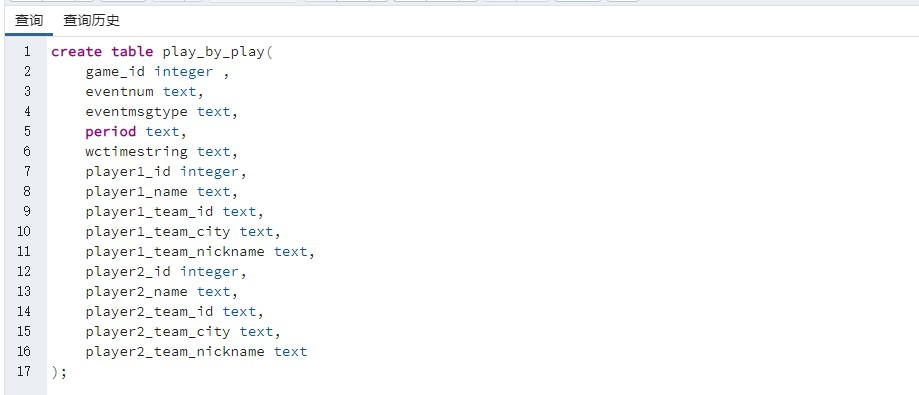 查询 查询历史
1 create table play_by_play(
2 game_id integer ,
3 eventnum text,
4 eventmsgtype text,
5 period text,
6 wctimestring text,
7 player1_id integer,
8 player1_name text,
9 player1_team_id text,
10 player1_team_city text,
11 player1_team_nickname text,
12 player2_id integer,
13 player2_name text,
14 player2_team_id text,
15 player2_team_city text,
16 player2_team_nickname text
17 );